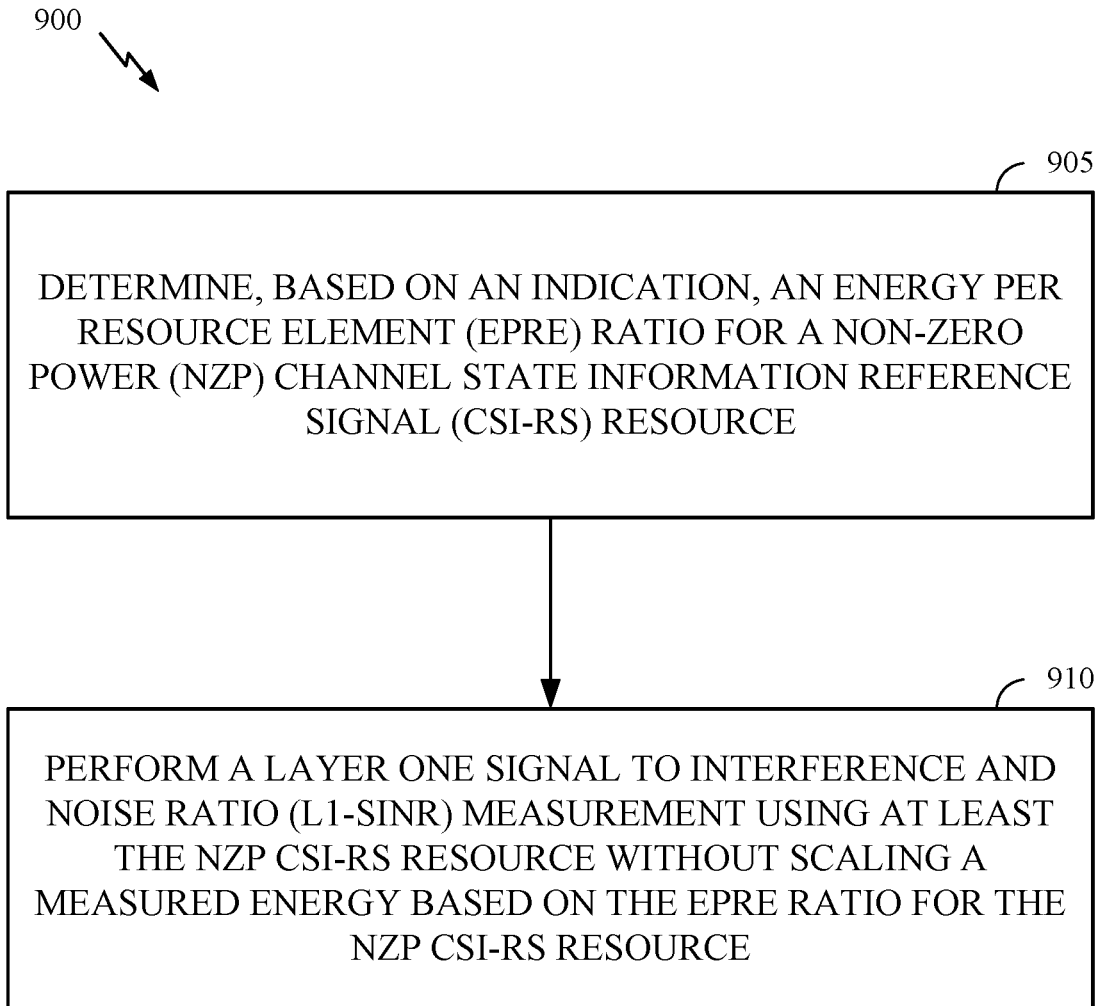 900
905
DETERMINE, BASED ON AN INDICATION, AN ENERGY PER
RESOURCE ELEMENT (EPRE) RATIO FOR A NON-ZERO
POWER (NZP) CHANNEL STATE INFORMATION REFERENCE
SIGNAL (CSI-RS) RESOURCE
910
PERFORM A LAYER ONE SIGNAL TO INTERFERENCE AND
NOISE RATIO (L1-SINR) MEASUREMENT USING AT LEAST
THE NZP CSI-RS RESOURCE WITHOUT SCALING A
MEASURED ENERGY BASED ON THE EPRE RATIO FOR THE
NZP CSI-RS RESOURCE